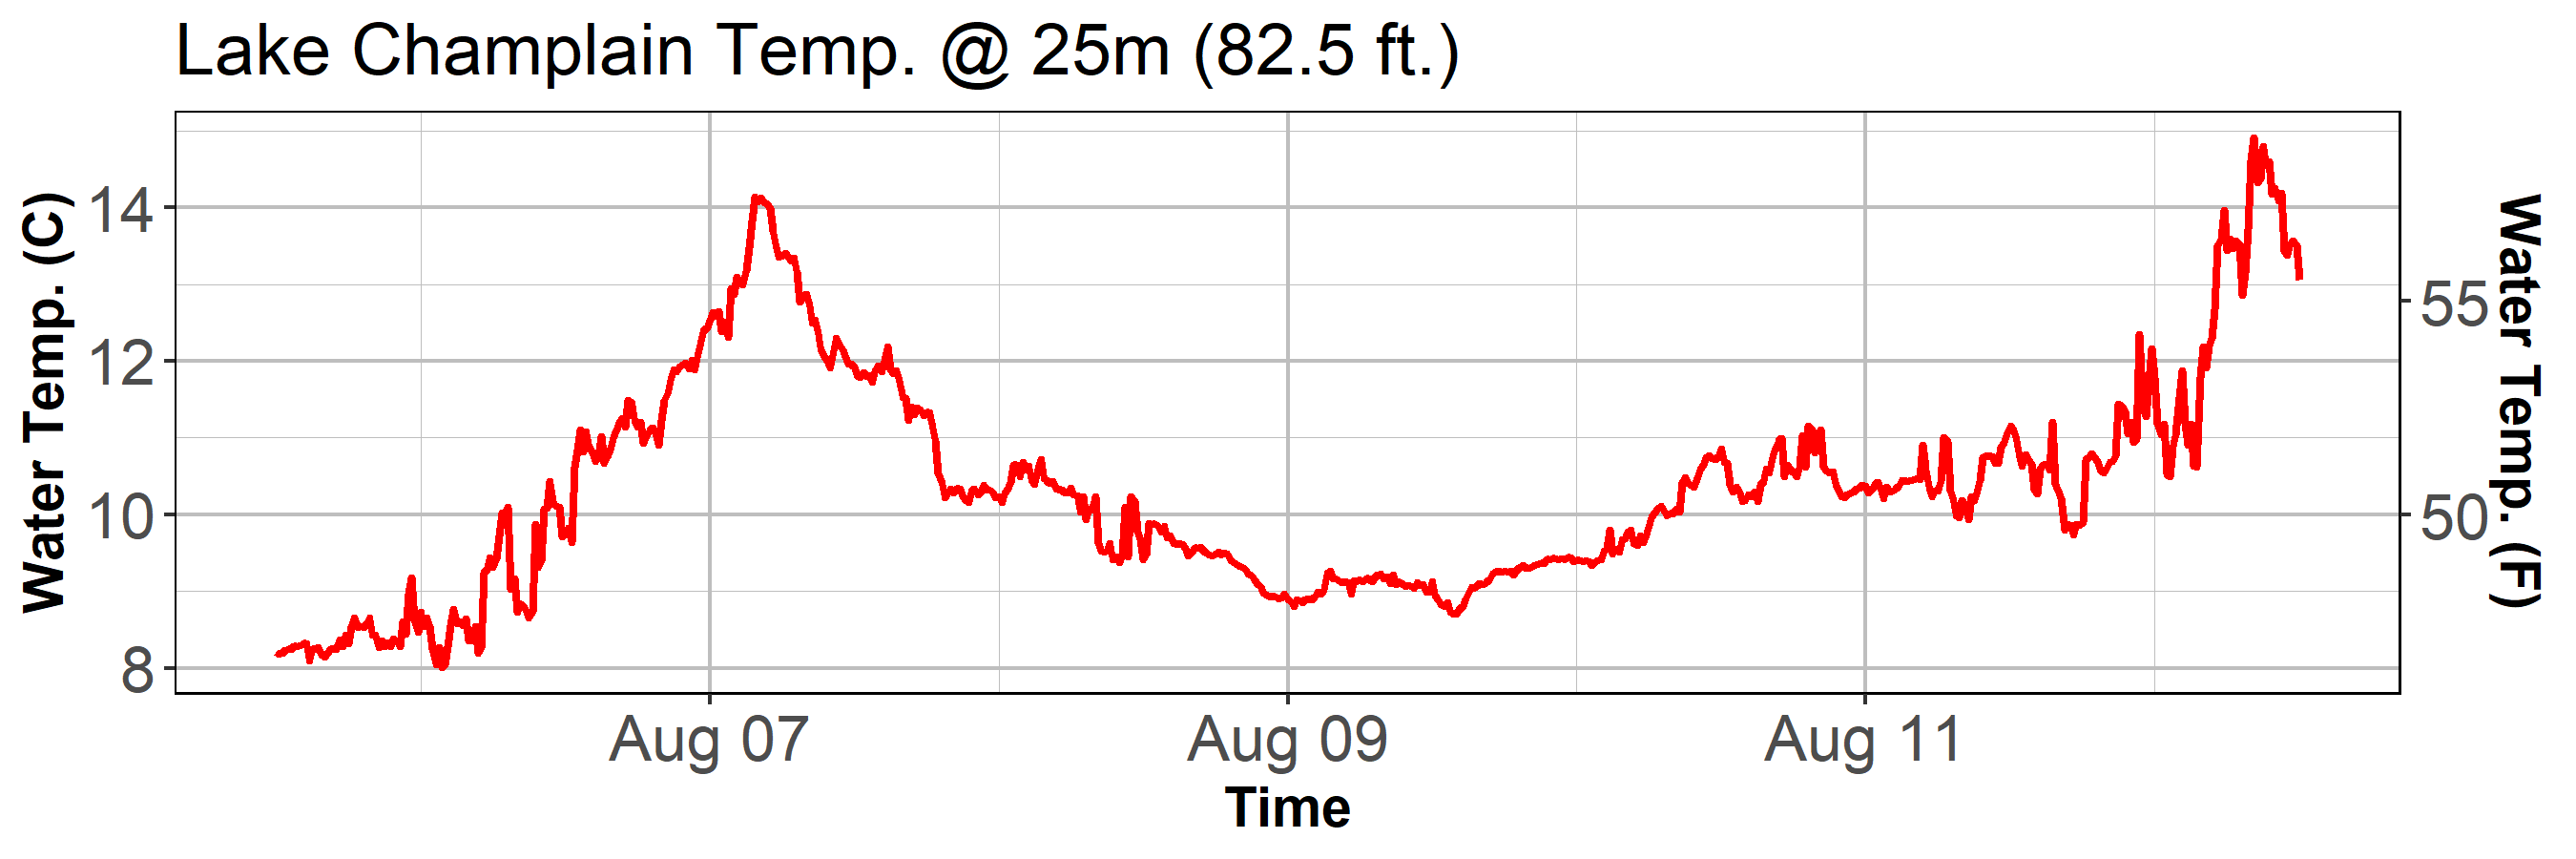 Lake Champlain Temp. @ 25m (82.5 ft.)
Water Temp. (C)
14
12
10
8
55
50
Water Temp. (F)
Aug 07 Aug 09 Aug 11
Time